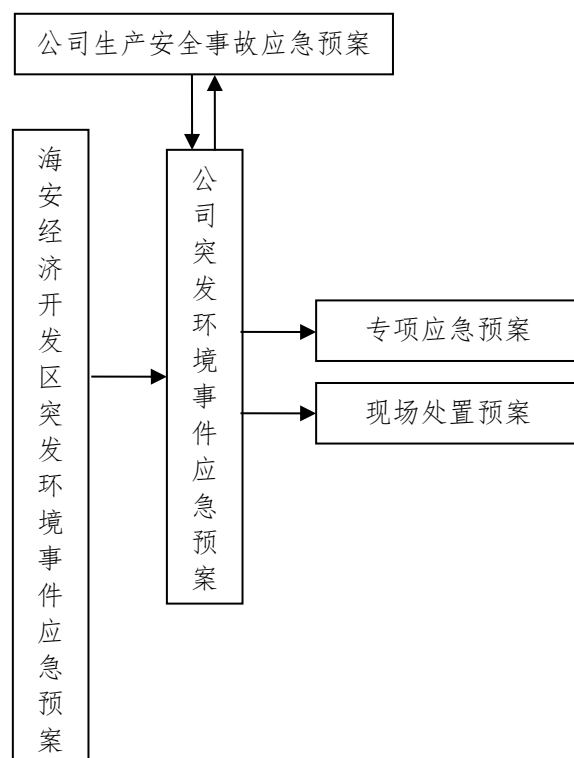 公司生产安全事故应急预案
海安经济开发区突发环境事件应急预案
公司突发环境事件应急预案
专项应急预案
现场处置预案